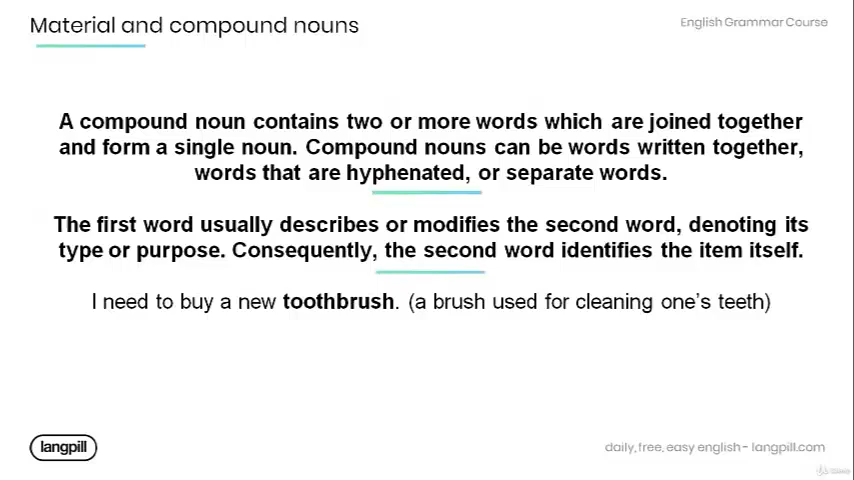 Material and compound nouns
English Grammar Course
A compound noun contains two or more words which are joined together
and form a single noun. Compound nouns can be words written together,
words that are hyphenated, or separate words.
The first word usually describes or modifies the second word, denoting its
type or purpose. Consequently, the second word identifies the item itself.
I need to buy a new toothbrush. (a brush used for cleaning one's teeth)
langpill
daily, free, easy english - langpill.com